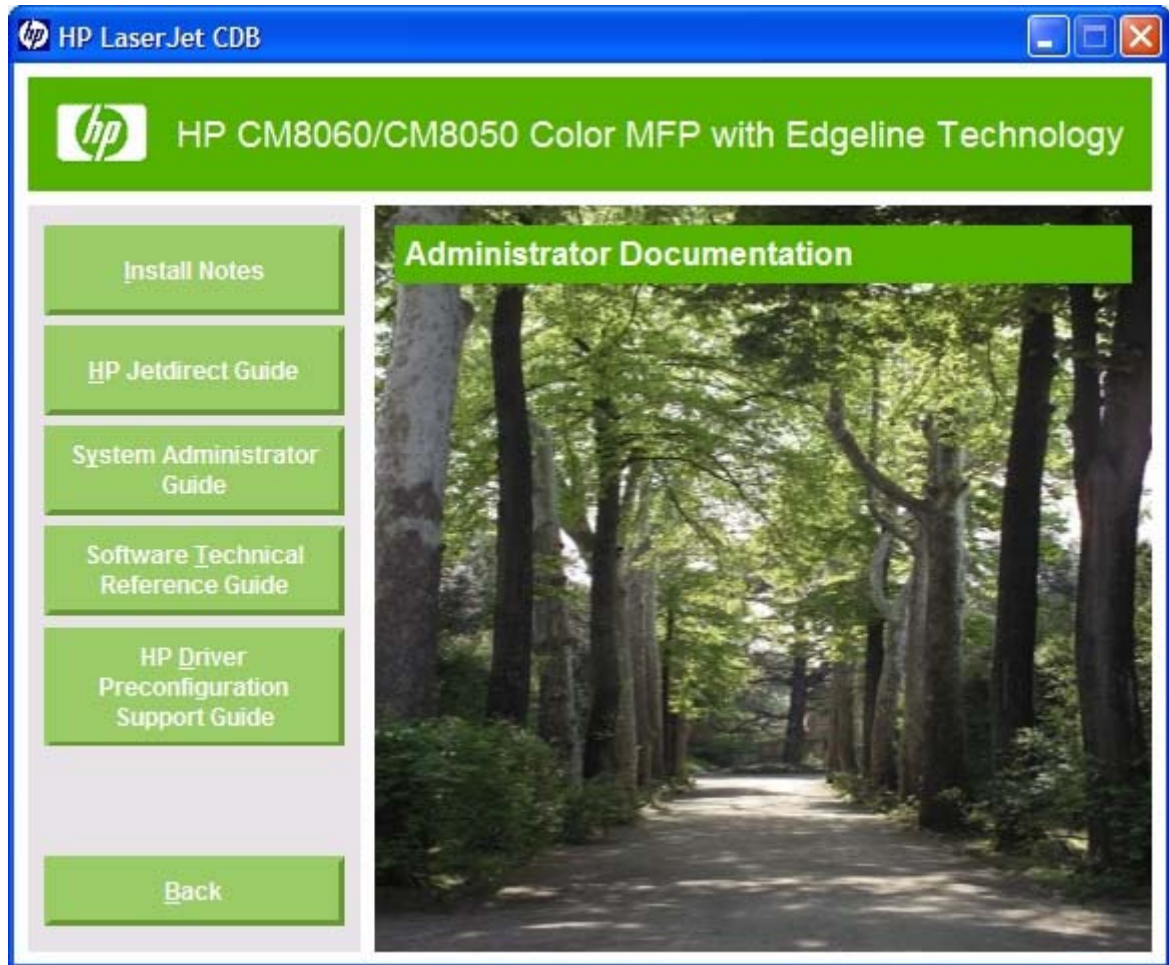 HP LaserJet CDB
hp HP CM8060/CM8050 Color MFP with Edgeline Technology
Install Notes
HP Jetdirect Guide
System Administrator
Guide
Software Technical
Reference Guide
HP Driver
Preconfiguration
Support Guide
Back
Administrator Documentation